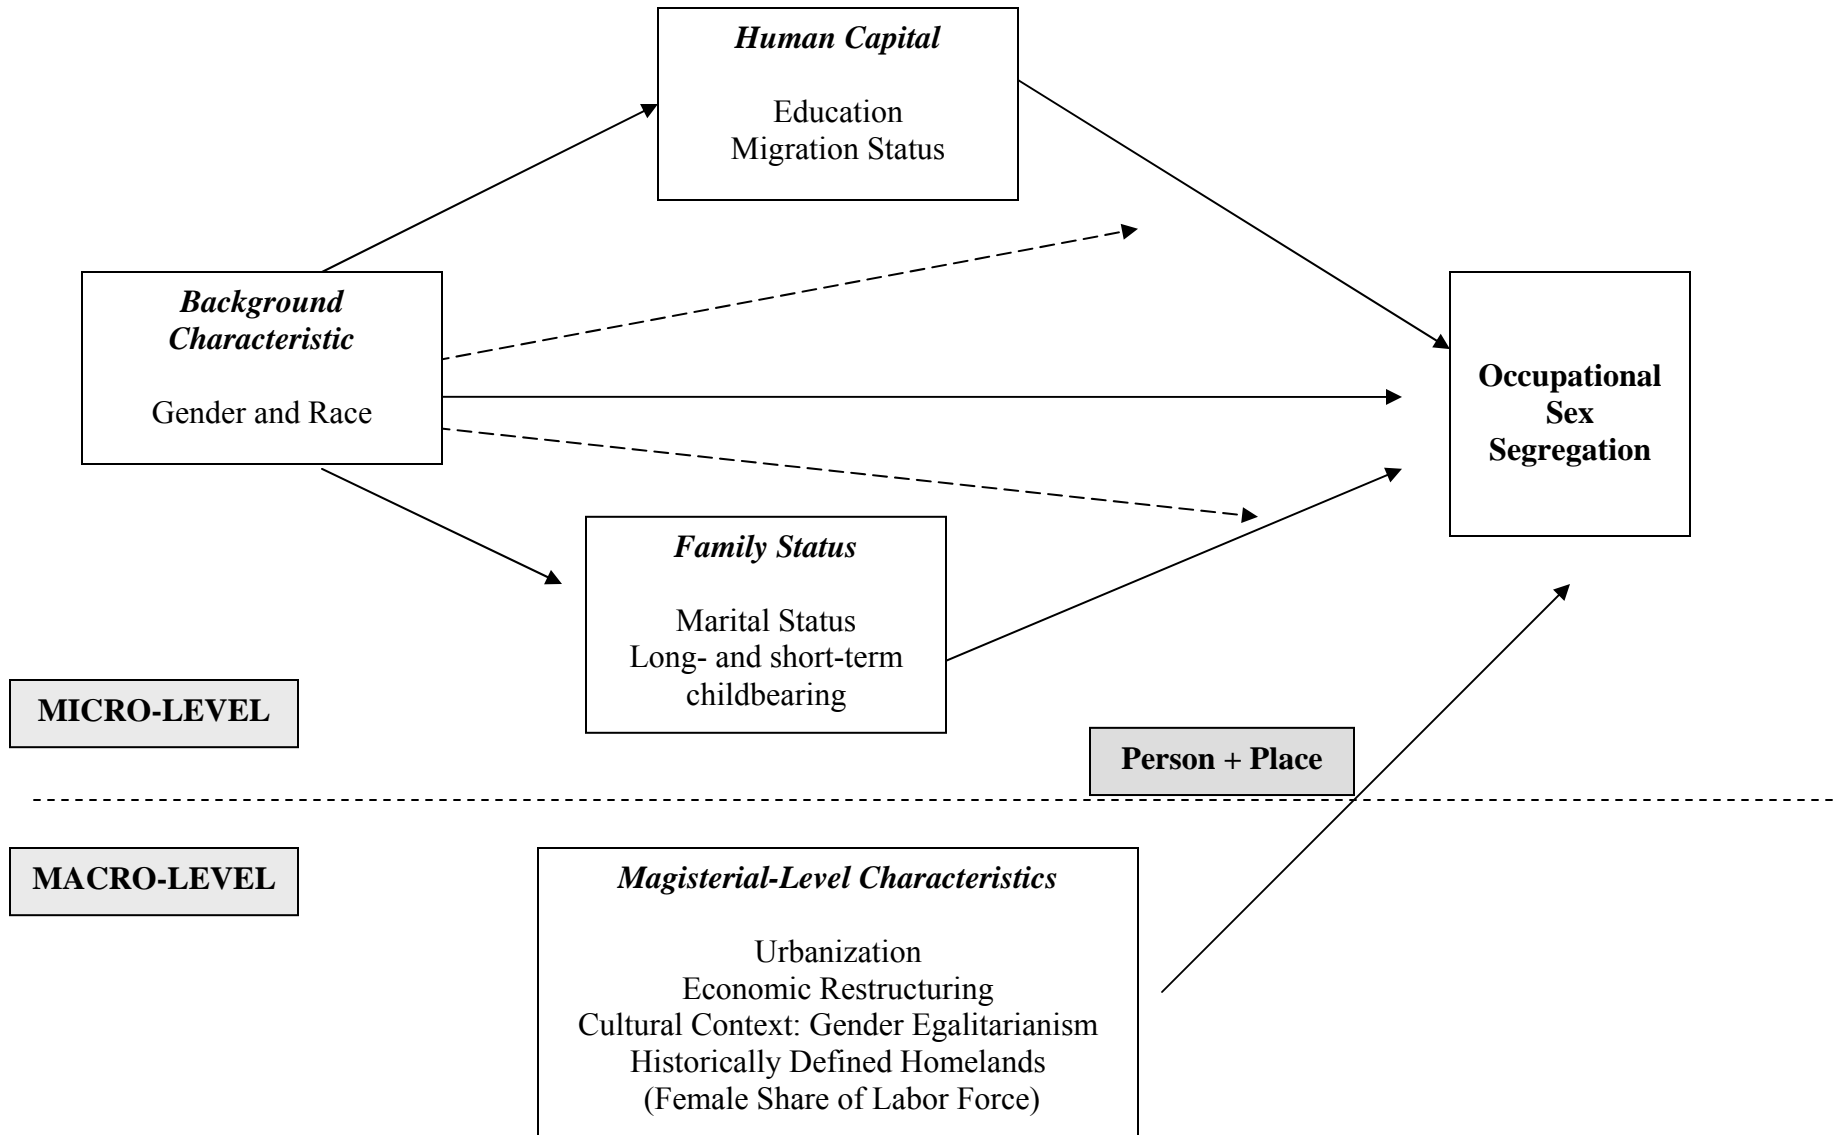 Human Capital
Education
Migration Status
Background
Characteristic
Gender and Race
Occupational
Sex
Segregation
Family Status
Marital Status
Long- and short-term
childbearing
MICRO-LEVEL
Person + Place
MACRO-LEVEL
Magisterial-Level Characteristics
Urbanization
Economic Restructuring
Cultural Context: Gender Egalitarianism
Historically Defined Homelands
(Female Share of Labor Force)